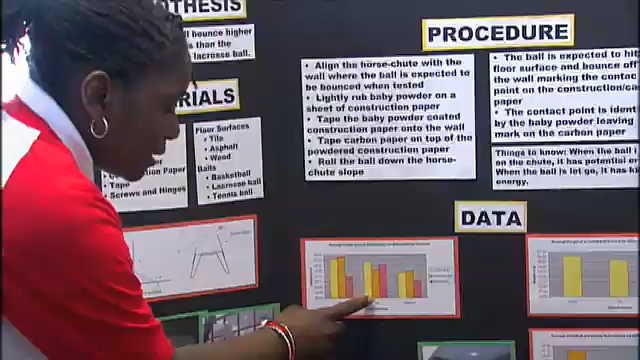 THESIS
ll bounce higher
s than the
lacrosse ball.
RIALS
Paper
Tape
Screws and Hinges
Floor Surfaces
• Tile
• Asphalt
• Wood
Balls
• Basketball
• Lacrosse ball
• Tennis ball
PROCEDURE
• Align the horse-chute with the
wall where the ball is expected to
be bounced when tested
• Lightly rub baby powder on a
sheet of construction paper
• Tape the baby powder coated
construction paper onto the wall
• Tape carbon paper on top of the
powdered construction paper
• Roll the ball down the horse-
chute slope
• The ball is expected to hit
floor surface and bounce off
the wall marking the contact
point on the construction/ca
paper
• The contact point is ident
by the baby powder leaving
mark on the carbon paper
Things to know: When the ball i
on the chute, it has potential e
When the ball is let go, it has k
energy.
DATA